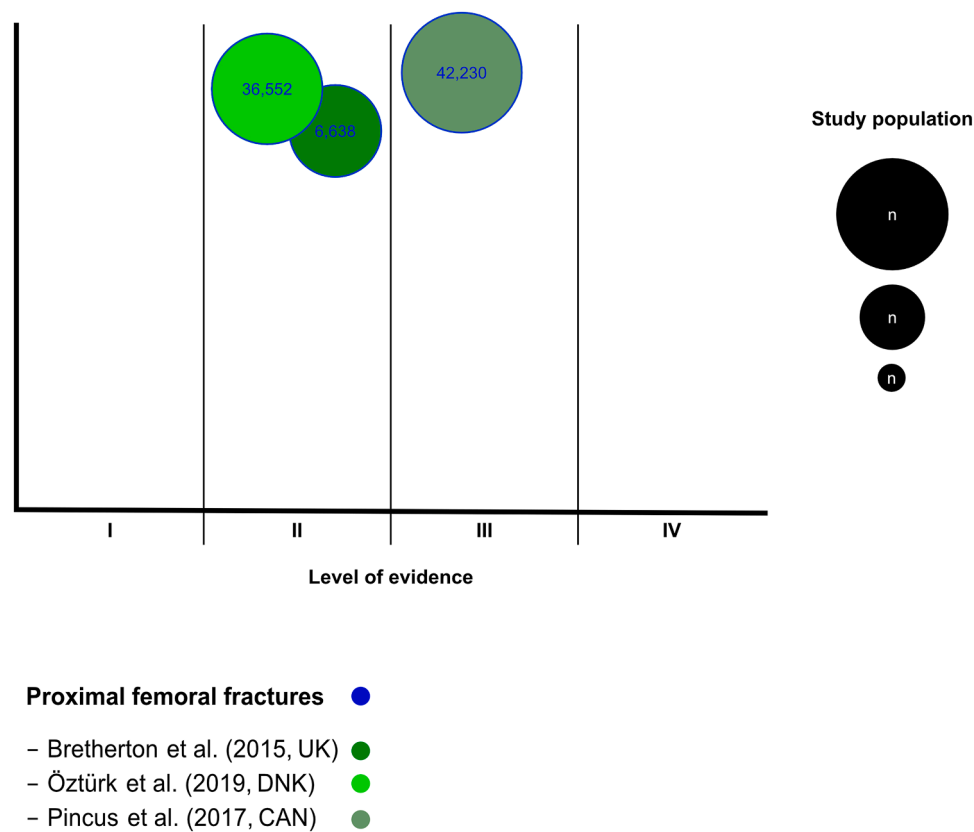 36,552
6,638
42,230
Study population
n
n
n
I
II
III
IV
Level of evidence
Proximal femoral fractures
– Bretherton et al. (2015, UK)
– Öztürk et al. (2019, DNK)
– Pincus et al. (2017, CAN)